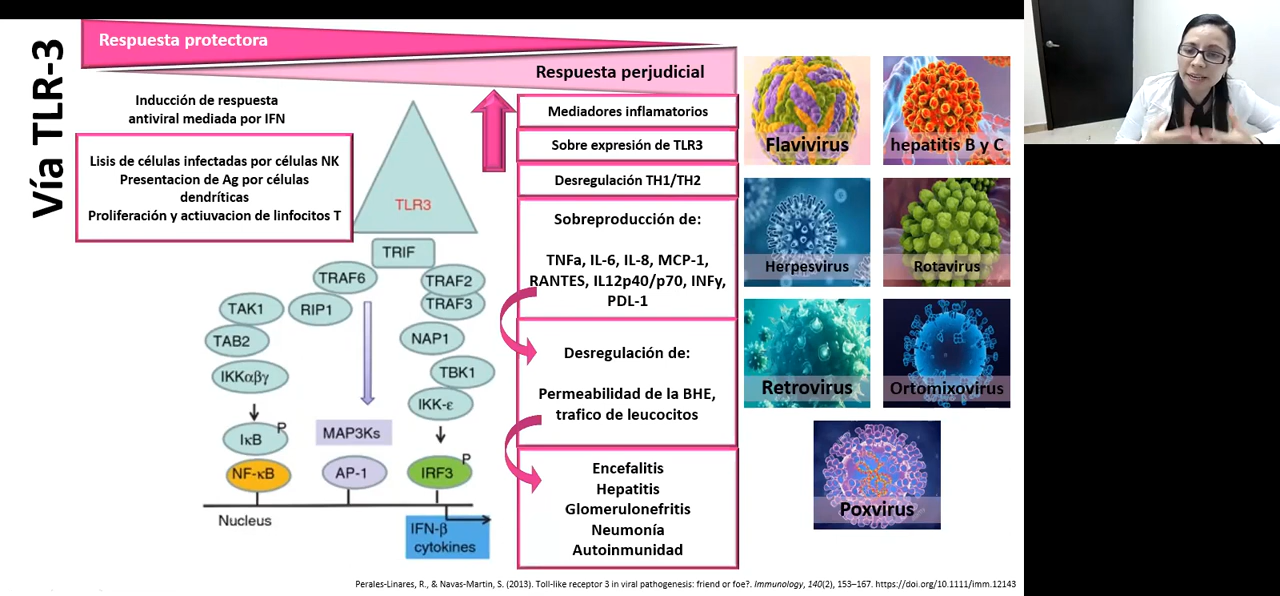 Vía TLR-3
Respuesta protectora
Respuesta perjudicial
Inducción de respuesta
antiviral mediada por IFN
Lisis de células infectadas por células NK
Presentacion de Ag por células
dendríticas
Proliferación y actiuvacion de linfocitos T
TLR3
TRIF
TRAF6
TRAF2
TRAF3
TAK1
RIP1
TAB2
NAP1
IKKαβγ
TBK1
IKK-ε
P
IκB
MAP3Ks
P
NF-κB
AP-1
IRF3
Nucleus
IFN-β
cytokines
Mediadores inflamatorios
Sobre expresión de TLR3
Desregulación TH1/TH2
Sobreproducción de:
TNFa, IL-6, IL-8, MCP-1,
RANTES, IL12p40/p70, INFy,
PDL-1
Desregulación de:
Permeabilidad de la BHE,
trafico de leucocitos
Encefalitis
Hepatitis
Glomerulonefritis
Neumonía
Autoinmunidad
Flavivirus
hepatitis B y C
Herpesvirus
Rotavirus
Retrovirus
Ortomixovirus
Poxvirus
Perales-Linares, R., & Navas-Martin, S. (2013). Toll-like receptor 3 in viral pathogenesis: friend or foe?. Immunology, 140(2), 153–167. https://doi.org/10.1111/imm.12143